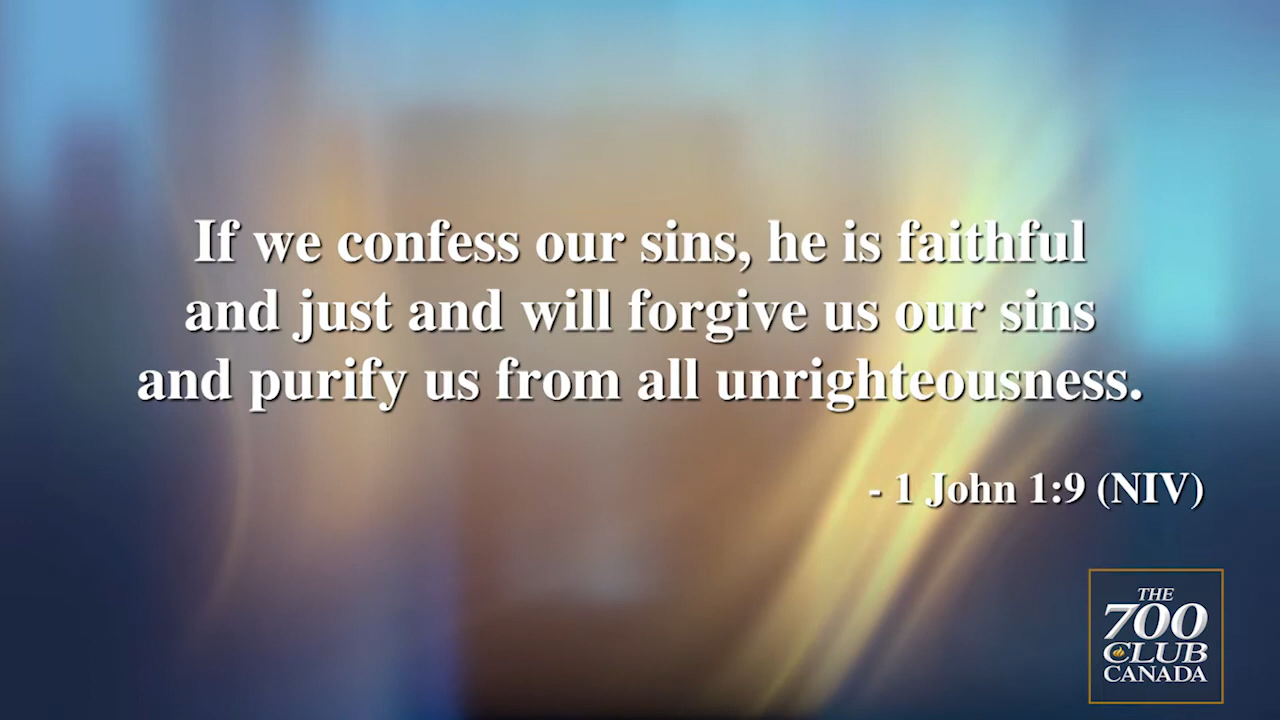 If we confess our sins, he is faithful
and just and will forgive us our sins
and purify us from all unrighteousness.
- 1 John 1:9 (NIV)
THE
700
CLUB
CANADA